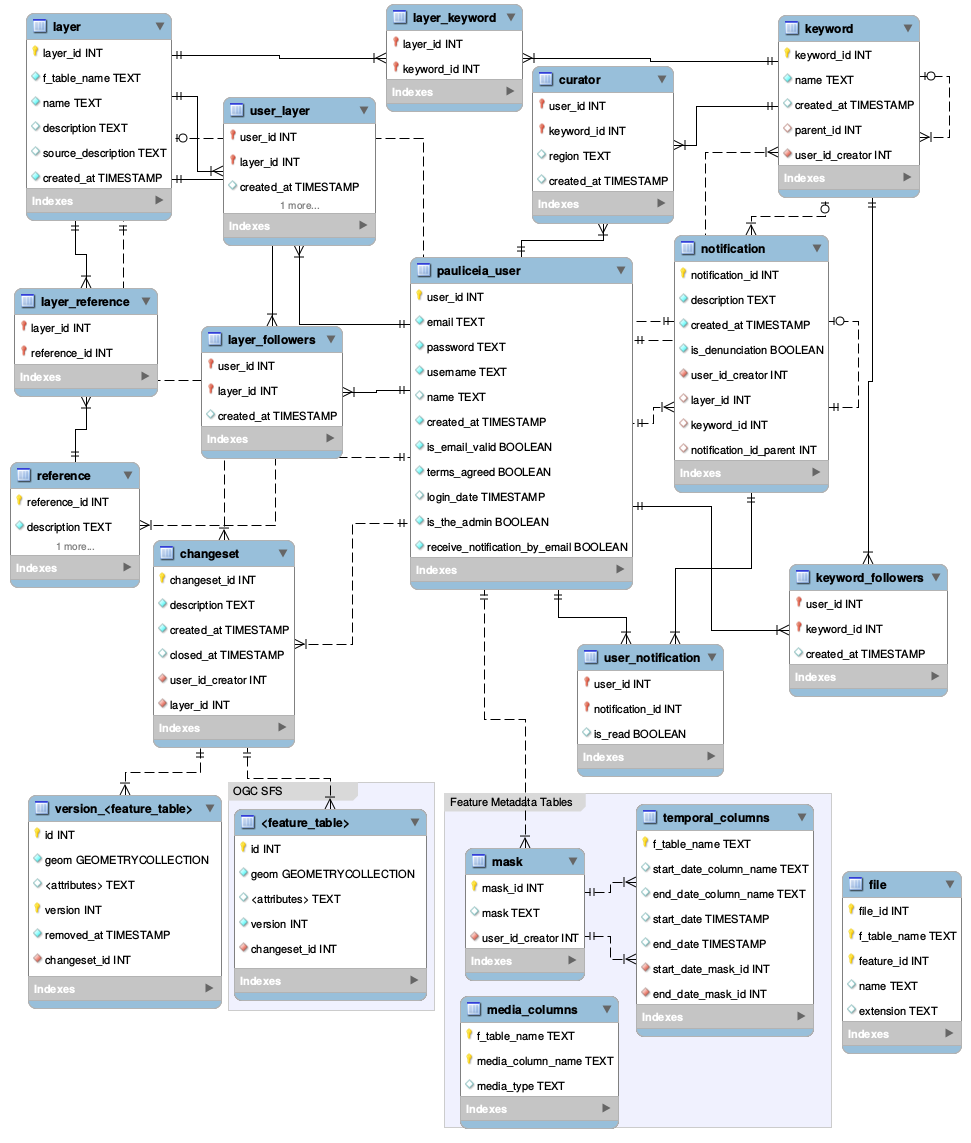 layer
layer_id INT
f_table_name TEXT
name TEXT
description TEXT
source_description TEXT
created_at TIMESTAMP
Indexes
layer_keyword
layer_id INT
keyword_id INT
Indexes
keyword
keyword_id INT
name TEXT
created_at TIMESTAMP
parent_id INT
user_id_creator INT
Indexes
curator
user_id INT
keyword_id INT
region TEXT
created_at TIMESTAMP
Indexes
user_layer
user_id INT
layer_id INT
created_at TIMESTAMP
1 more...
Indexes
pauliceia_user
user_id INT
email TEXT
password TEXT
username TEXT
name TEXT
created_at TIMESTAMP
is_email_valid BOOLEAN
terms_agreed BOOLEAN
login_date TIMESTAMP
is_the_admin BOOLEAN
receive_notification_by_email BOOLEAN
Indexes
notification
notification_id INT
description TEXT
created_at TIMESTAMP
is_denunciation BOOLEAN
user_id_creator INT
layer_id INT
keyword_id INT
notification_id_parent INT
Indexes
layer_reference
layer_id INT
reference_id INT
Indexes
layer_followers
user_id INT
layer_id INT
created_at TIMESTAMP
Indexes
reference
reference_id INT
description TEXT
1 more...
Indexes
changeset
changeset_id INT
description TEXT
created_at TIMESTAMP
closed_at TIMESTAMP
user_id_creator INT
layer_id INT
Indexes
keyword_followers
user_id INT
keyword_id INT
created_at TIMESTAMP
Indexes
user_notification
user_id INT
notification_id INT
is_read BOOLEAN
Indexes
version_<feature_table>
id INT
geom GEOMETRYCOLLECTION
<attributes> TEXT
version INT
removed_at TIMESTAMP
changeset_id INT
Indexes
OGC SFS
<feature_table>
id INT
geom GEOMETRYCOLLECTION
<attributes> TEXT
version INT
changeset_id INT
Indexes
Feature Metadata Tables
mask
mask_id INT
mask TEXT
user_id_creator INT
Indexes
temporal_columns
f_table_name TEXT
start_date_column_name TEXT
end_date_column_name TEXT
start_date TIMESTAMP
end_date TIMESTAMP
start_date_mask_id INT
end_date_mask_id INT
Indexes
media_columns
f_table_name TEXT
media_column_name TEXT
media_type TEXT
Indexes
file
file_id INT
f_table_name TEXT
feature_id INT
name TEXT
extension TEXT
Indexes